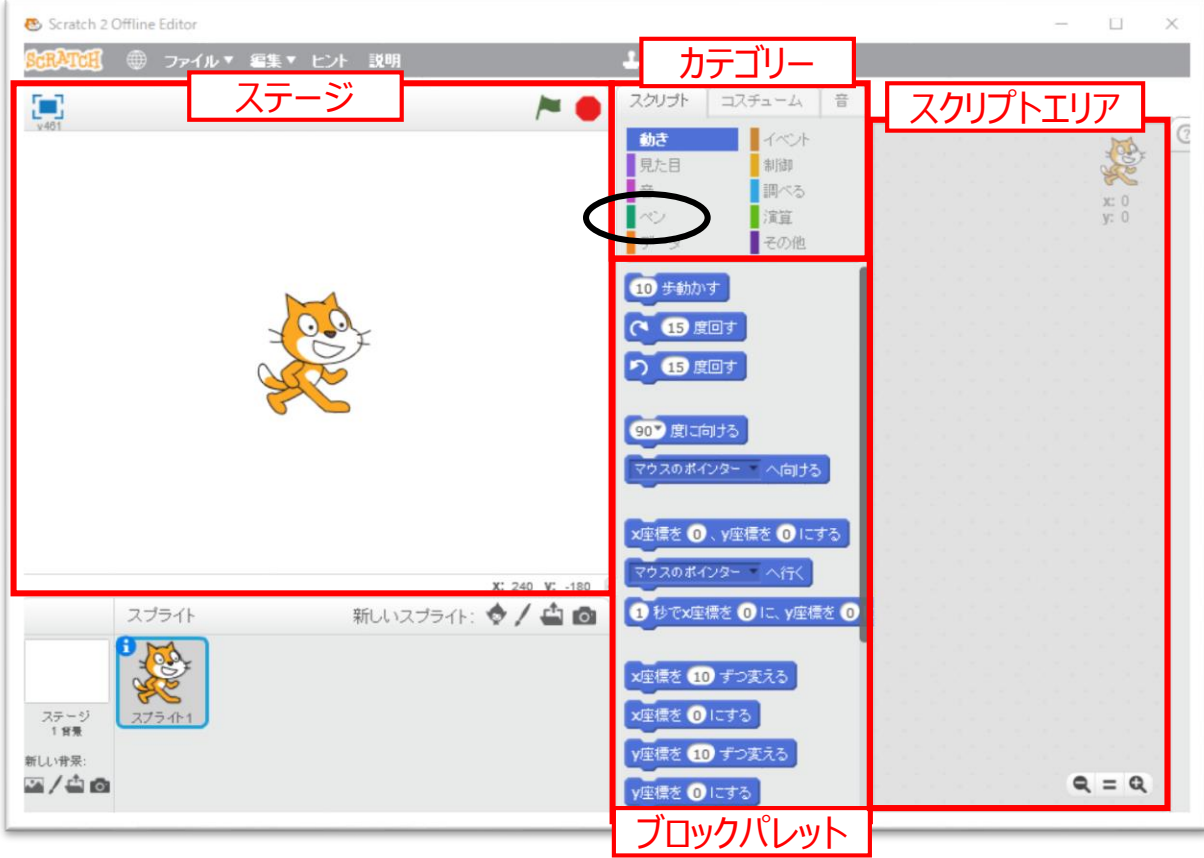 Scratch 2 Offline Editor
SCRATCH ファイル▼ 編集▼ ヒント 説明
ステージ
カテゴリー
スクリプトエリア
v461
スクリプト コスチューム 音
動き イベント
見た目 制御
音 調べる
ペン 演算
データ その他
x: 0
y: 0
10 歩動かす
15 度回す
15 度回す
90▼ 度に向ける
マウスのポインター へ向ける
x座標を 0 、y座標を 0 にする
マウスのポインター へ行く
1 秒でx座標を 0 に、y座標を 0
x座標を 10 ずつ変える
x座標を 0 にする
y座標を 10 ずつ変える
y座標を 0 にする
x: 240 y: -180
スプライト 新しいスプライト:
スプライト1
ステージ
1 背景
新しい背景:
ブロックパレット